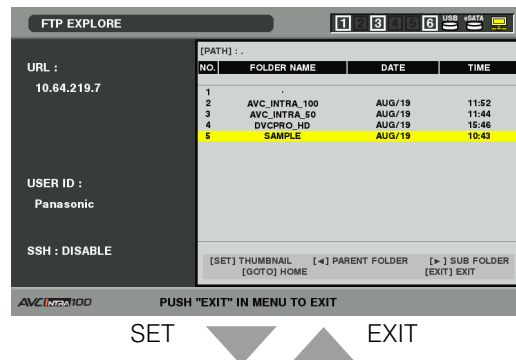 FTP EXPLORE
1 2 3 4 5 6 USB eSATA
URL :
10.64.219.7
USER ID :
Panasonic
SSH : DISABLE
[PATH] : .
NO. FOLDER NAME DATE TIME
1 .
2 AVC_INTRA_100 AUG/19 11:52
3 AVC_INTRA_50 AUG/19 11:44
4 DVCPRO_HD AUG/19 15:46
5 SAMPLE AUG/19 10:43
[SET] THUMBNAIL [◄] PARENT FOLDER [►] SUB FOLDER
[GOTO] HOME [EXIT] EXIT
AVC INTRA 100 PUSH "EXIT" IN MENU TO EXIT
SET EXIT